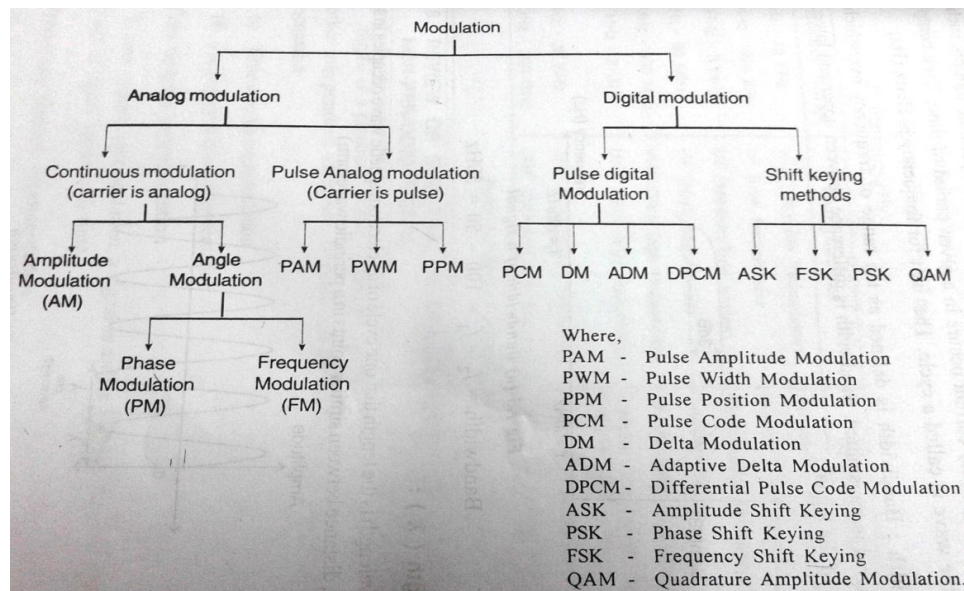 Modulation
Analog modulation
Digital modulation
Continuous modulation
(carrier is analog)
Pulse Analog modulation
(Carrier is pulse)
Pulse digital
Modulation
Shift keying
methods
Amplitude
Modulation
(AM)
Angle
Modulation
PAM PWM PPM
PCM DM ADM DPCM ASK FSK PSK QAM
Phase
Modulation
(PM)
Frequency
Modulation
(FM)
Where,
PAM - Pulse Amplitude Modulation
PWM - Pulse Width Modulation
PPM - Pulse Position Modulation
PCM - Pulse Code Modulation
DM - Delta Modulation
ADM - Adaptive Delta Modulation
DPCM - Differential Pulse Code Modulation
ASK - Amplitude Shift Keying
PSK - Phase Shift Keying
FSK - Frequency Shift Keying
QAM - Quadrature Amplitude Modulation.